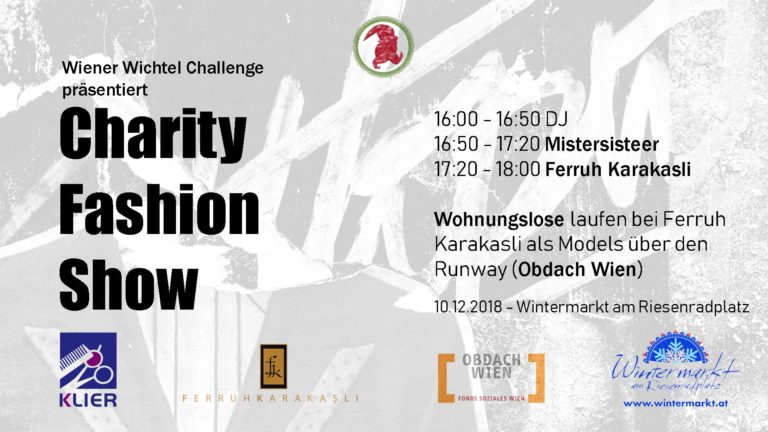 Wiener Wichtel Challenge
präsentiert
Charity
Fashion
Show
16:00 - 16:50 DJ
16:50 - 17:20 Mistersisteer
17:20 - 18:00 Ferruh Karakasli
Wohnungslose laufen bei Ferruh
Karakasli als Models über den
Runway (Obdach Wien)
10.12.2018 - Wintermarkt am Riesenradplatz
KLIER
fk
FERRUHKARAKAŞLI
OBDACH
WIEN
FONDS SOZIALES WIEN
Wintermarkt
am Riesenradplatz
www.wintermarkt.at